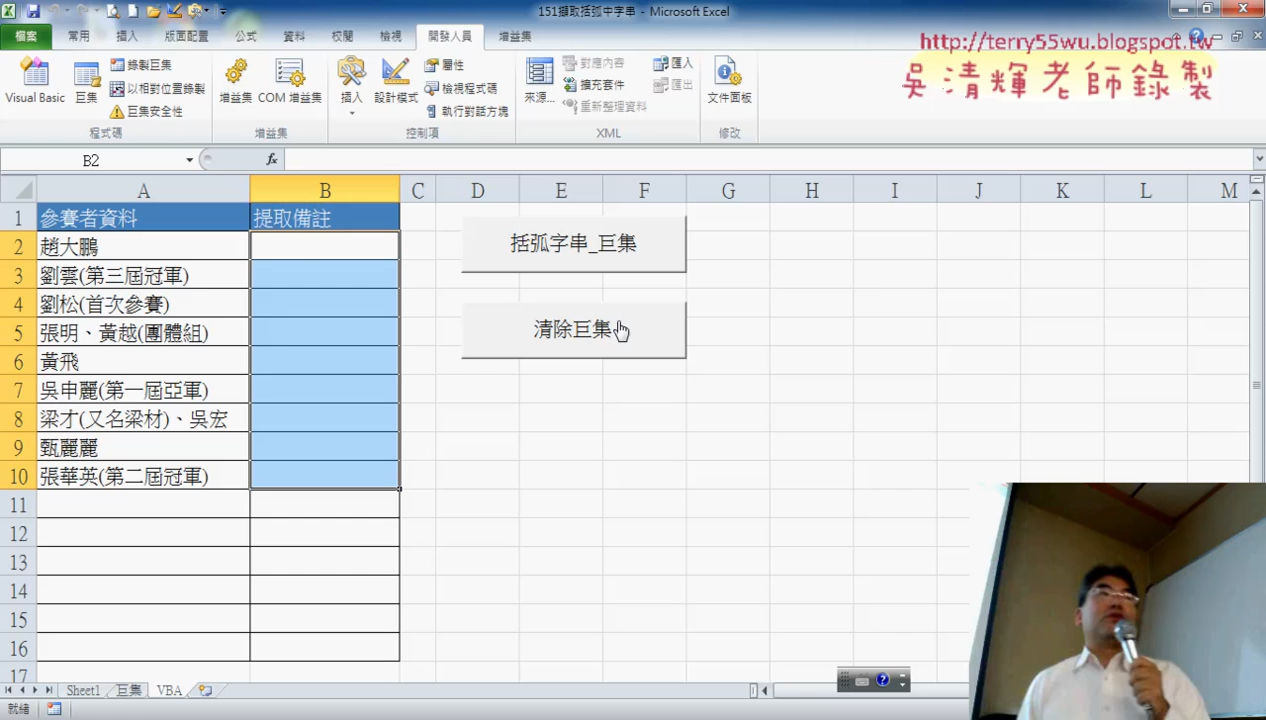 151擷取括弧中字串 - Microsoft Excel
檔案 常用 插入 版面配置 公式 資料 校閱 檢視 開發人員 增益集
http://terry55wu.blogspot.tw
吳清輝老師錄製
Visual Basic 巨集 錄製巨集 以相對位置錄製 巨集安全性 增益集 COM 增益集 插入 設計模式 屬性 檢視程式碼 執行對話方塊 來源... 對應內容 擴充套件 重新整理資料 匯入 匯出 文件面板
程式碼 增益集 控制項 XML 修改
B2 fx
A B C D E F G H I J K L M
1 參賽者資料 提取備註
2 趙大鵬
括弧字串_巨集
3 劉雲(第三屆冠軍)
4 劉松(首次參賽)
清除巨集
5 張明、黃越(團體組)
6 黃飛
7 吳申麗(第一屆亞軍)
8 梁才(又名梁材)、吳宏
9 甄麗麗
10 張華英(第二屆冠軍)
11
12
13
14
15
16
17
Sheet1 巨集 VBA
就緒